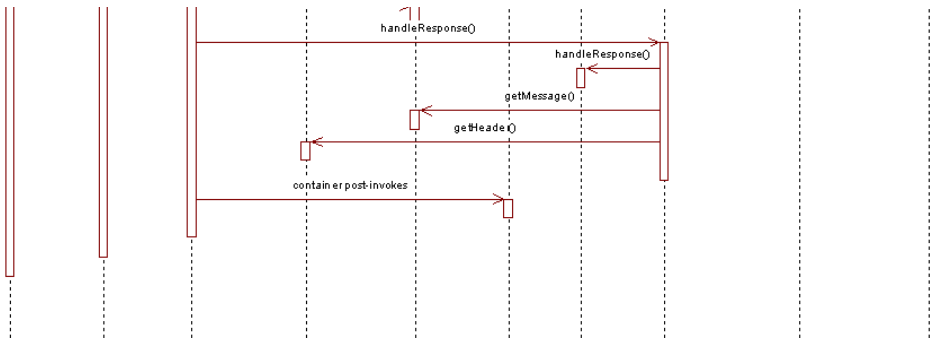 handleResponse()
handleResponse()
getMessage()
getHeader()
container post-invokes